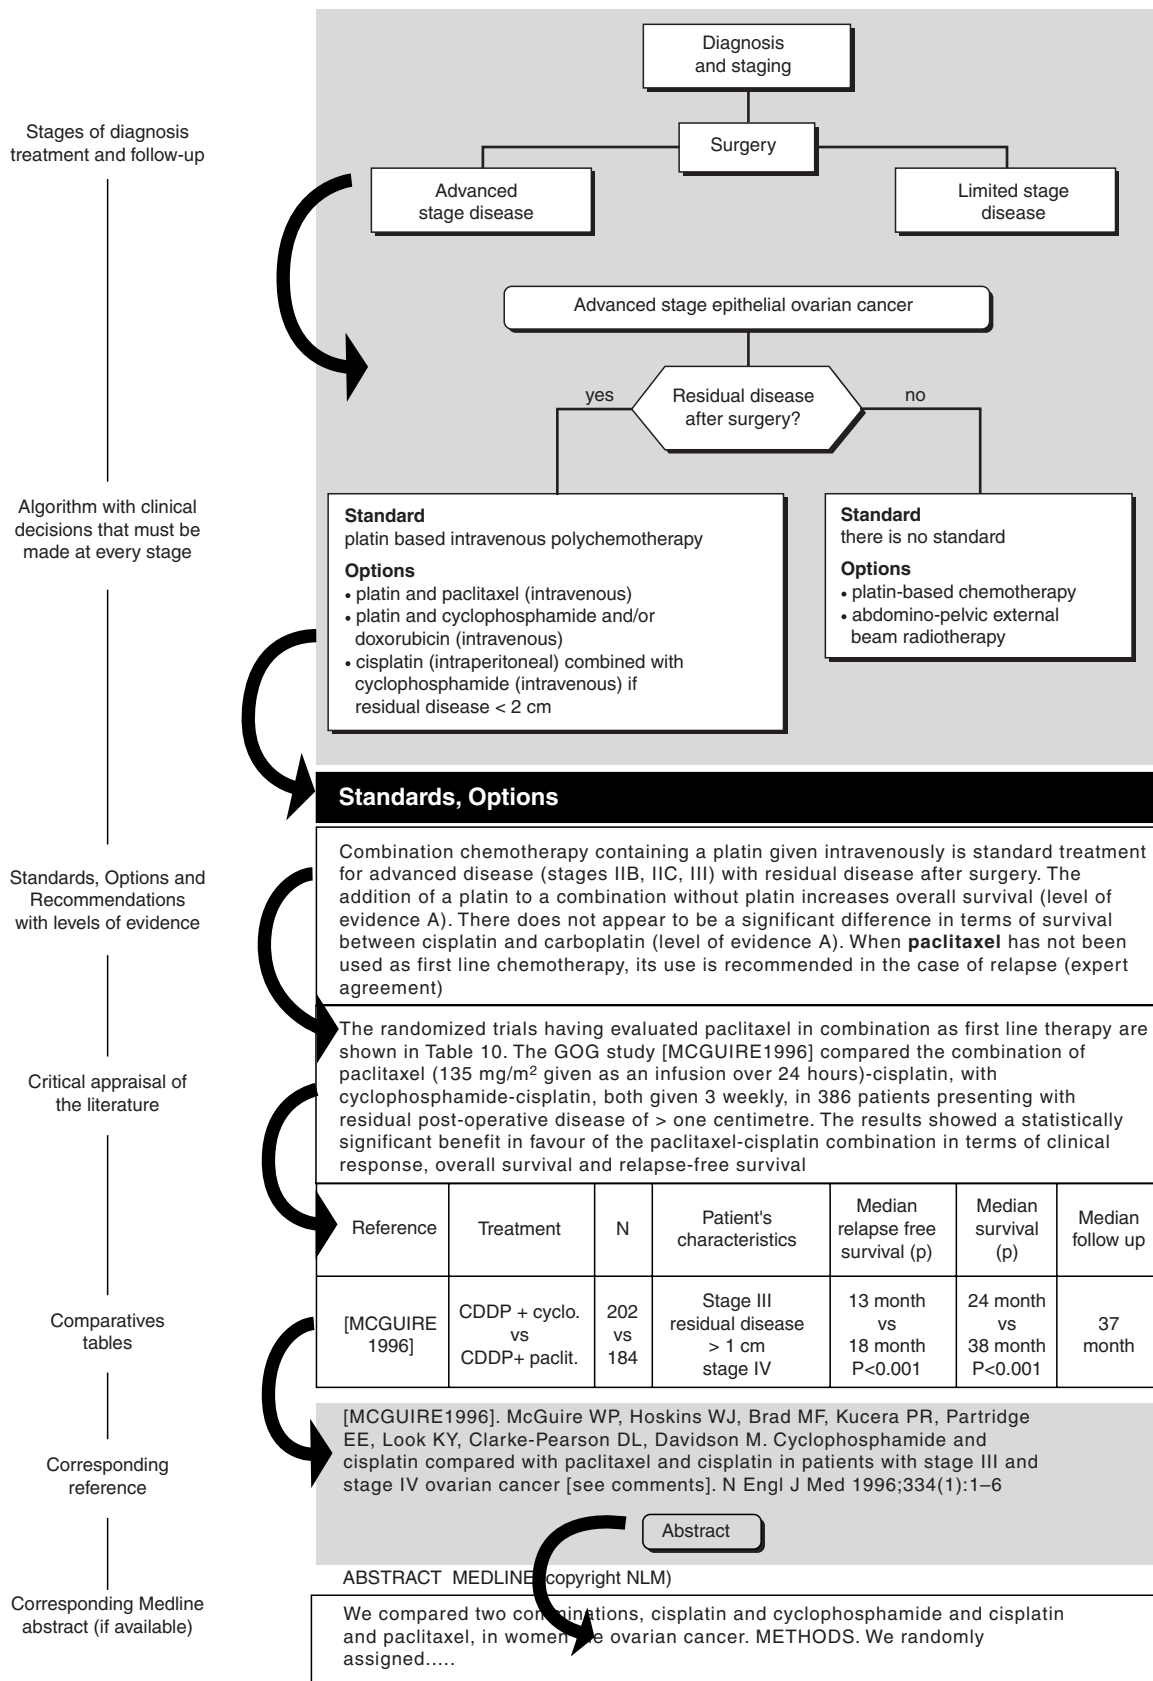 Diagnosis
and staging
Stages of diagnosis
treatment and follow-up
Surgery
Advanced
stage disease
Limited stage
disease
Advanced stage epithelial ovarian cancer
yes
Residual disease
after surgery?
no
Algorithm with clinical
decisions that must be
made at every stage
Standard
platin based intravenous polychemotherapy
Options
• platin and paclitaxel (intravenous)
• platin and cyclophosphamide and/or
doxorubicin (intravenous)
• cisplatin (intraperitoneal) combined with
cyclophosphamide (intravenous) if
residual disease < 2 cm
Standard
there is no standard
Options
• platin-based chemotherapy
• abdomino-pelvic external
beam radiotherapy
Standards, Options
Standards, Options and
Recommendations
with levels of evidence
Combination chemotherapy containing a platin given intravenously is standard treatment
for advanced disease (stages IIB, IIC, III) with residual disease after surgery. The
addition of a platin to a combination without platin increases overall survival (level of
evidence A). There does not appear to be a significant difference in terms of survival
between cisplatin and carboplatin (level of evidence A). When paclitaxel has not been
used as first line chemotherapy, its use is recommended in the case of relapse (expert
agreement)
Critical appraisal of
the literature
The randomized trials having evaluated paclitaxel in combination as first line therapy are
shown in Table 10. The GOG study [MCGUIRE1996] compared the combination of
paclitaxel (135 mg/m² given as an infusion over 24 hours)-cisplatin, with
cyclophosphamide-cisplatin, both given 3 weekly, in 386 patients presenting with
residual post-operative disease of > one centimetre. The results showed a statistically
significant benefit in favour of the paclitaxel-cisplatin combination in terms of clinical
response, overall survival and relapse-free survival
Comparatives
tables
Reference
Treatment
N
Patient's
characteristics
Median
relapse free
survival (p)
Median
survival
(p)
Median
follow up
[MCGUIRE
1996]
CDDP + cyclo.
vs
CDDP+ paclit.
202
vs
184
Stage III
residual disease
> 1 cm
stage IV
13 month
vs
18 month
P<0.001
24 month
vs
38 month
P<0.001
37
month
Corresponding
reference
[MCGUIRE1996]. McGuire WP, Hoskins WJ, Brad MF, Kucera PR, Partridge
EE, Look KY, Clarke-Pearson DL, Davidson M. Cyclophosphamide and
cisplatin compared with paclitaxel and cisplatin in patients with stage III and
stage IV ovarian cancer [see comments]. N Engl J Med 1996;334(1):1–6
Abstract
Corresponding Medline
abstract (if available)
ABSTRACT MEDLINE (copyright NLM)
We compared two combinations, cisplatin and cyclophosphamide and cisplatin
and paclitaxel, in women ovarian cancer. METHODS. We randomly
assigned.....